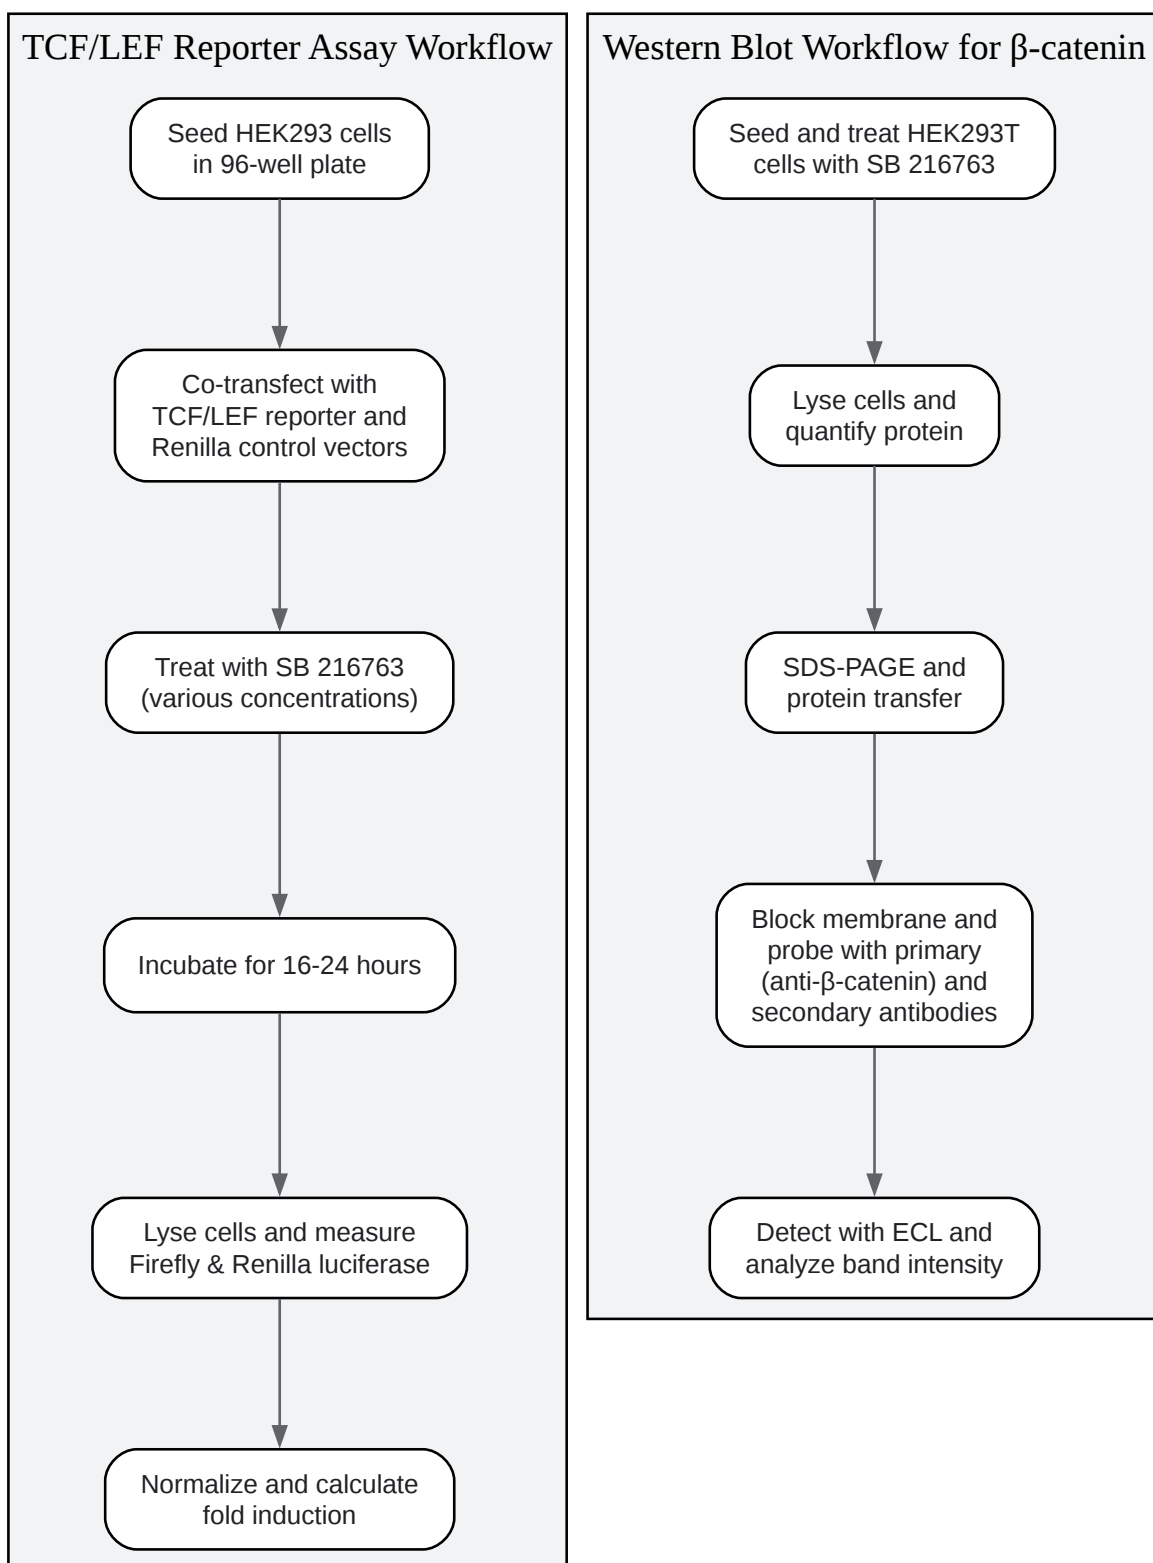 TCF/LEF Reporter Assay Workflow
Seed HEK293 cells
in 96-well plate
Co-transfect with
TCF/LEF reporter and
Renilla control vectors
Treat with SB 216763
(various concentrations)
Incubate for 16-24 hours
Lyse cells and measure
Firefly & Renilla luciferase
Normalize and calculate
fold induction
Western Blot Workflow for β-catenin
Seed and treat HEK293T
cells with SB 216763
Lyse cells and
quantify protein
SDS-PAGE and
protein transfer
Block membrane and
probe with primary
(anti-β-catenin) and
secondary antibodies
Detect with ECL and
analyze band intensity